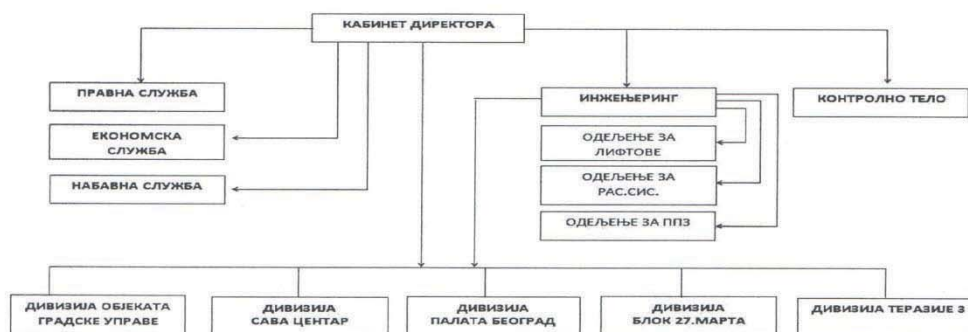 КАБИНЕТ ДИРЕКТОРА
ПРАВНА СЛУЖБА
ЕКОНОМСКА
СЛУЖБА
НАБАВНА СЛУЖБА
ИНЖЕЊЕРИНГ
ОДЕЉЕЊЕ ЗА
ЛИФТОВЕ
ОДЕЉЕЊЕ ЗА
РАС.СИС.
ОДЕЉЕЊЕ ЗА ППЗ
КОНТРОЛНО ТЕЛО
ДИВИЗИЈА ОБЈЕКАТА
ГРАДСКЕ УПРАВЕ
ДИВИЗИЈА
САВА ЦЕНТАР
ДИВИЗИЈА
ПАЛАТА БЕОГРАД
ДИВИЗИЈА
БЛОК 27.МАРТА
ДИВИЗИЈА ТЕРАЗИЈЕ 3